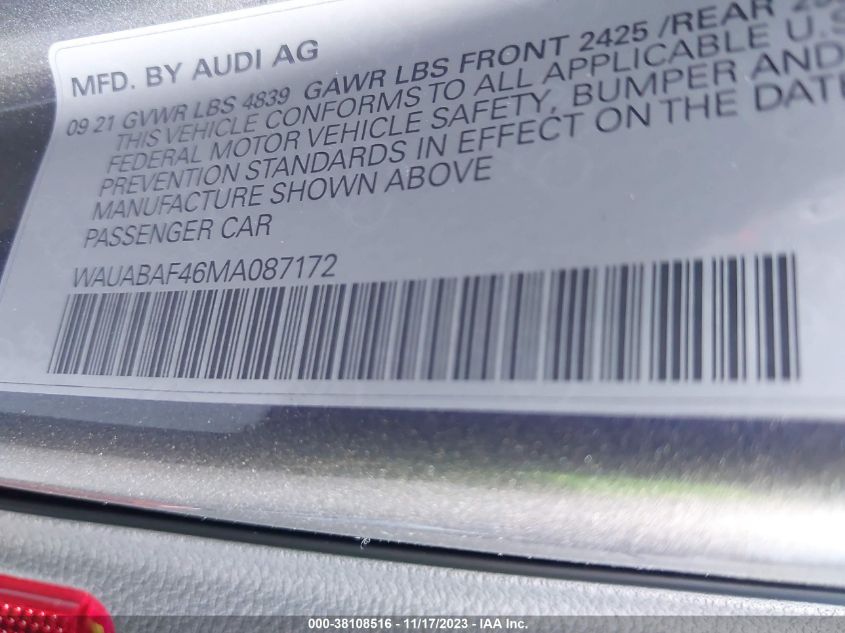 MFD. BY AUDI AG
09 21 GVWR LBS 4839 GAWR LBS FRONT 2425 /REAR
THIS VEHICLE CONFORMS TO ALL APPLICABLE U.S
FEDERAL MOTOR VEHICLE SAFETY, BUMPER AND
PREVENTION STANDARDS IN EFFECT ON THE DATE
MANUFACTURE SHOWN ABOVE
PASSENGER CAR
WAUABAF46MA087172
000-38108516 - 11/17/2023 - IAA Inc.